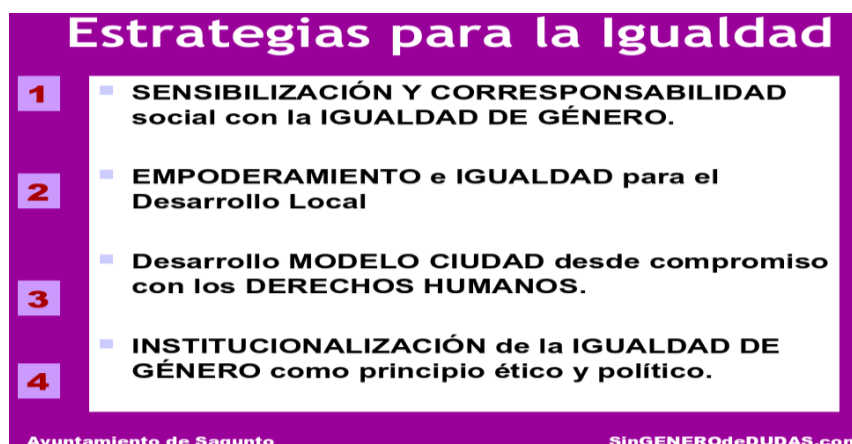 Estrategias para la Igualdad
1
SENSIBILIZACIÓN Y CORRESPONSABILIDAD
social con la IGUALDAD DE GÉNERO.
2
EMPODERAMIENTO e IGUALDAD para el
Desarrollo Local
3
Desarrollo MODELO CIUDAD desde compromiso
con los DERECHOS HUMANOS.
4
INSTITUCIONALIZACIÓN de la IGUALDAD DE
GÉNERO como principio ético y político.
Ayuntamiento de Sagunto
SinGENEROdeDUDAS.com